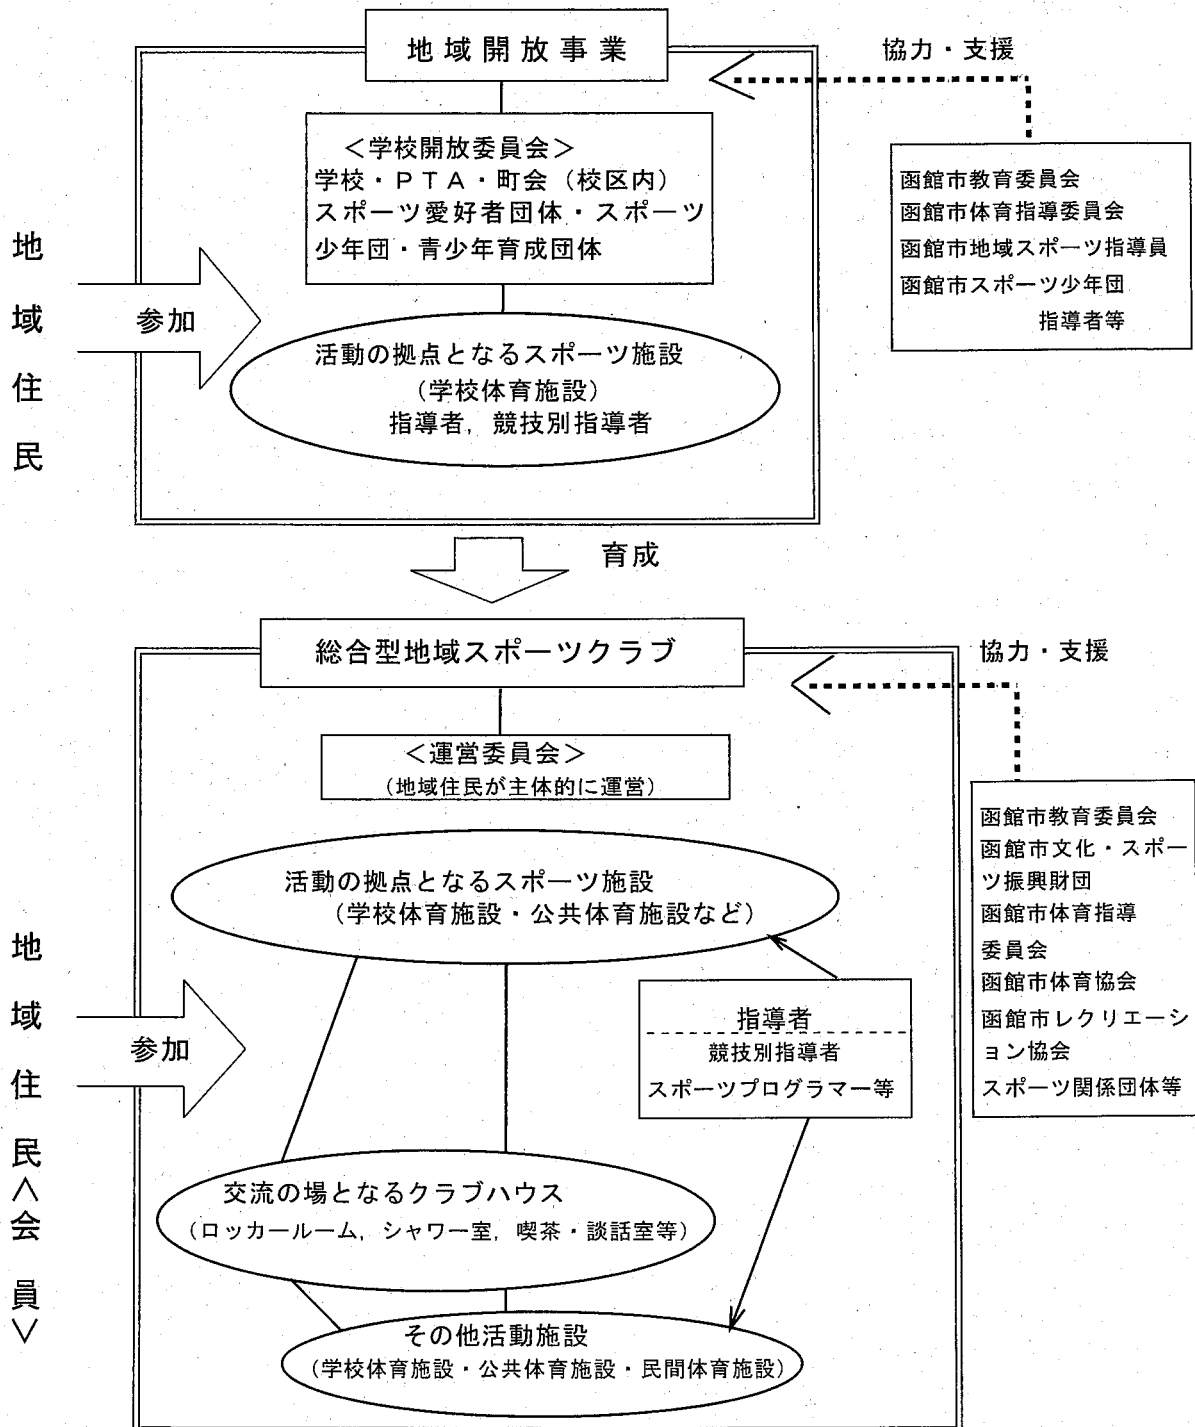 地域開放事業
協力・支援
<学校開放委員会>
学校・ＰＴＡ・町会（校区内）
スポーツ愛好者団体・スポーツ
少年団・青少年育成団体
函館市教育委員会
函館市体育指導委員会
函館市地域スポーツ指導員
函館市スポーツ少年団
指導者等
地域住民
参加
活動の拠点となるスポーツ施設
（学校体育施設）
指導者，競技別指導者
育成
総合型地域スポーツクラブ
協力・支援
<運営委員会>
（地域住民が主体的に運営）
函館市教育委員会
函館市文化・スポー
ツ振興財団
函館市体育指導
委員会
函館市体育協会
函館市レクリエーシ
ョン協会
スポーツ関係団体等
活動の拠点となるスポーツ施設
（学校体育施設・公共体育施設など）
地域住民<会員>
参加
指導者
競技別指導者
スポーツプログラマー等
交流の場となるクラブハウス
（ロッカールーム，シャワー室，喫茶・談話室等）
その他活動施設
（学校体育施設・公共体育施設・民間体育施設）